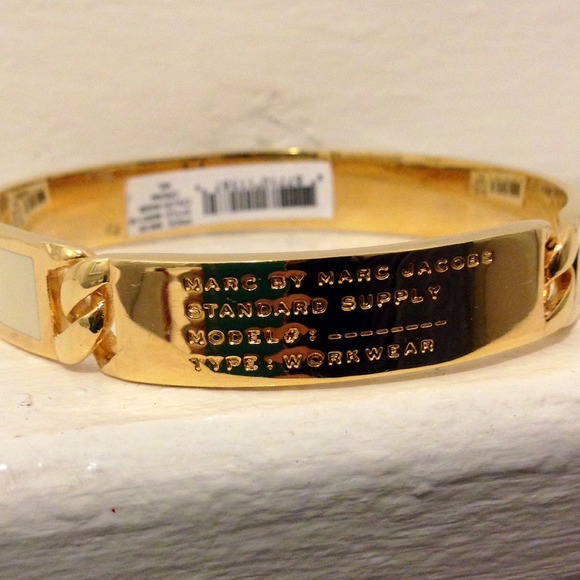 MARC BY MARC JACOBS
STANDARD SUPPLY
MODEL#: _ _ _ _ _ _ _ _
TYPE: WORKWEAR